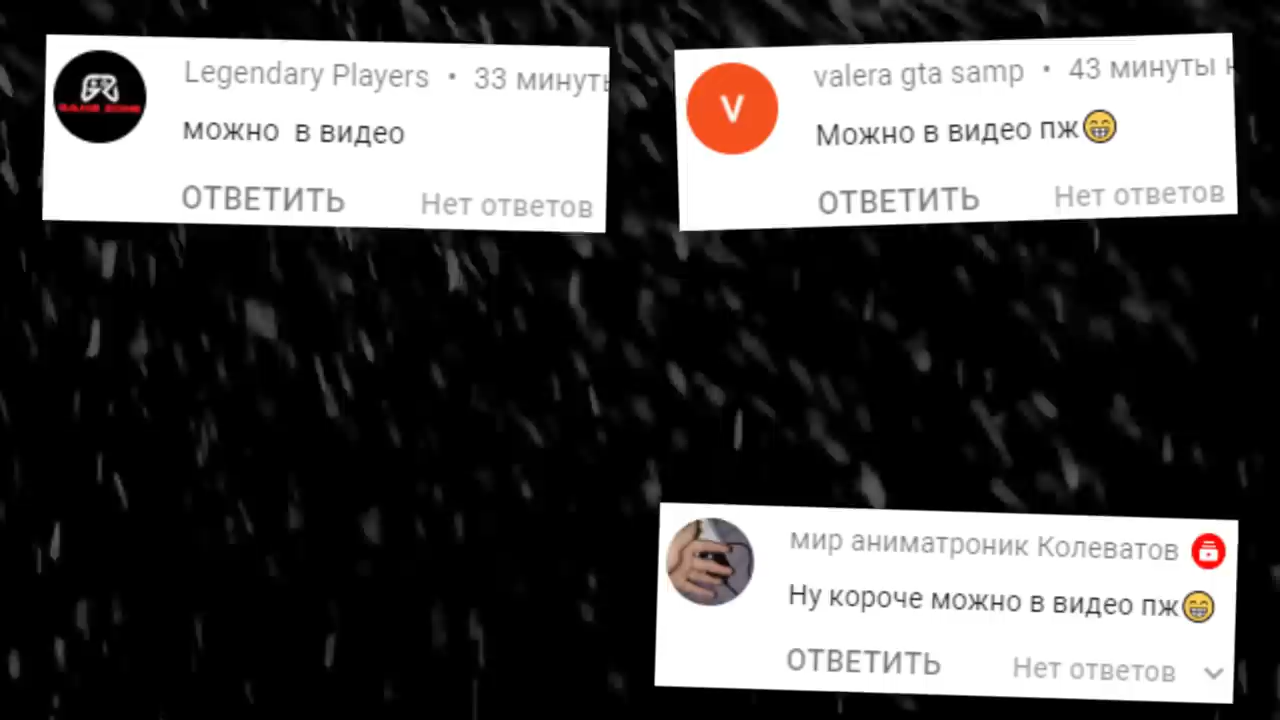 Legendary Players • 33 минуты
можно в видео
ОТВЕТИТЬ Нет ответов
valera gta samp • 43 минуты н
V
Можно в видео пж😁
ОТВЕТИТЬ Нет ответов
мир аниматроник Колеватов
Ну короче можно в видео пж😁
ОТВЕТИТЬ Нет ответов